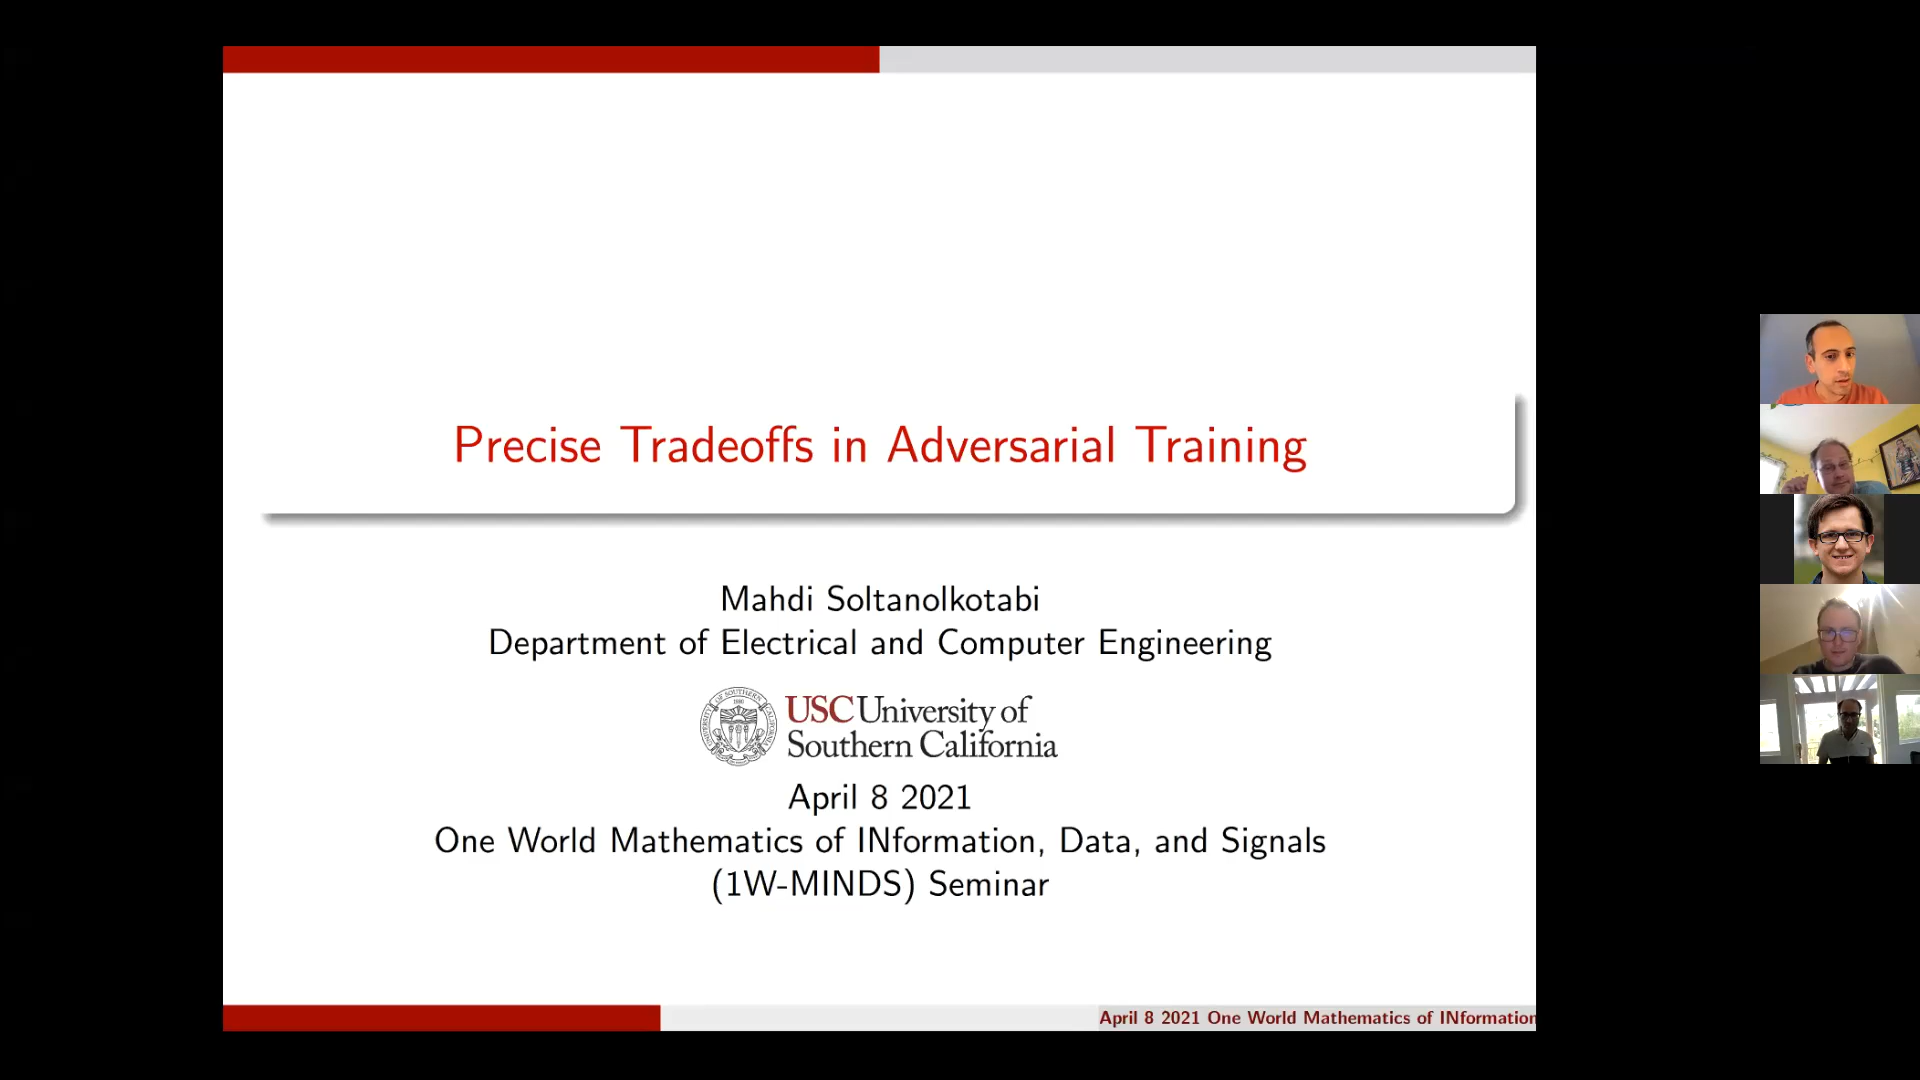 Precise Tradeoffs in Adversarial Training
Mahdi Soltanolkotabi
Department of Electrical and Computer Engineering
USC University of
Southern California
April 8 2021
One World Mathematics of INformation, Data, and Signals
(1W-MINDS) Seminar
April 8 2021 One World Mathematics of INformation